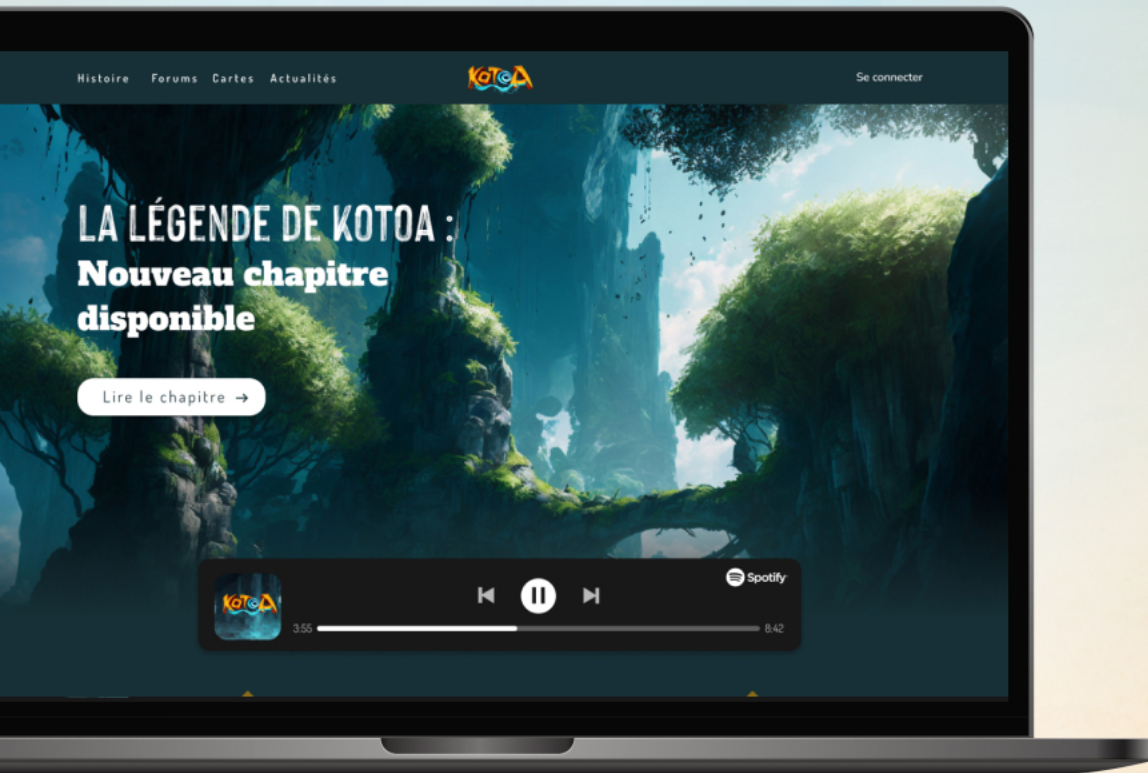 Histoire Forums Cartes Actualités
KOTOA
Se connecter
LA LÉGENDE DE KOTOA :
Nouveau chapitre
disponible
Lire le chapitre →
KOTOA
Spotify
3:55
8:42